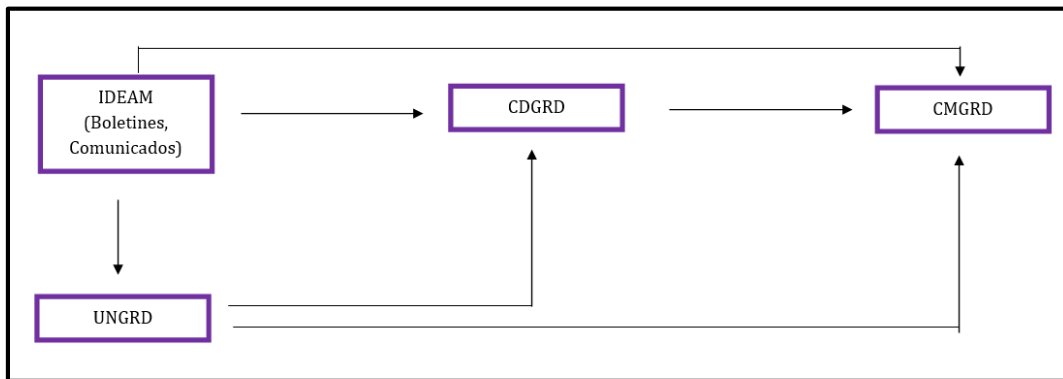 IDEAM
(Boletines,
Comunicados)
CDGRD
CMGRD
UNGRD